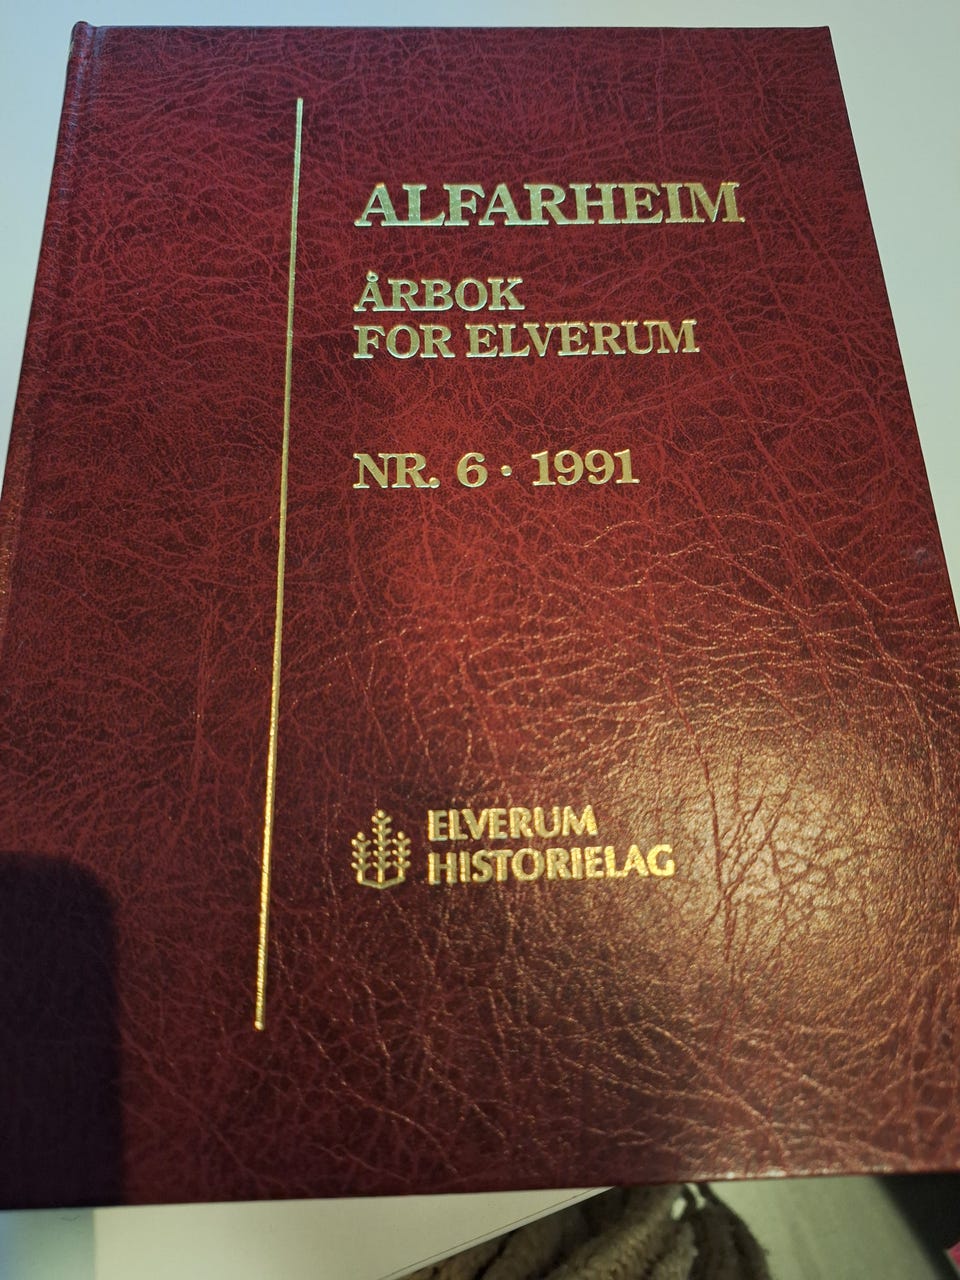 ALFARHEIM
ÅRBOK
FOR ELVERUM
NR. 6 · 1991
ELVERUM
HISTORIELAG